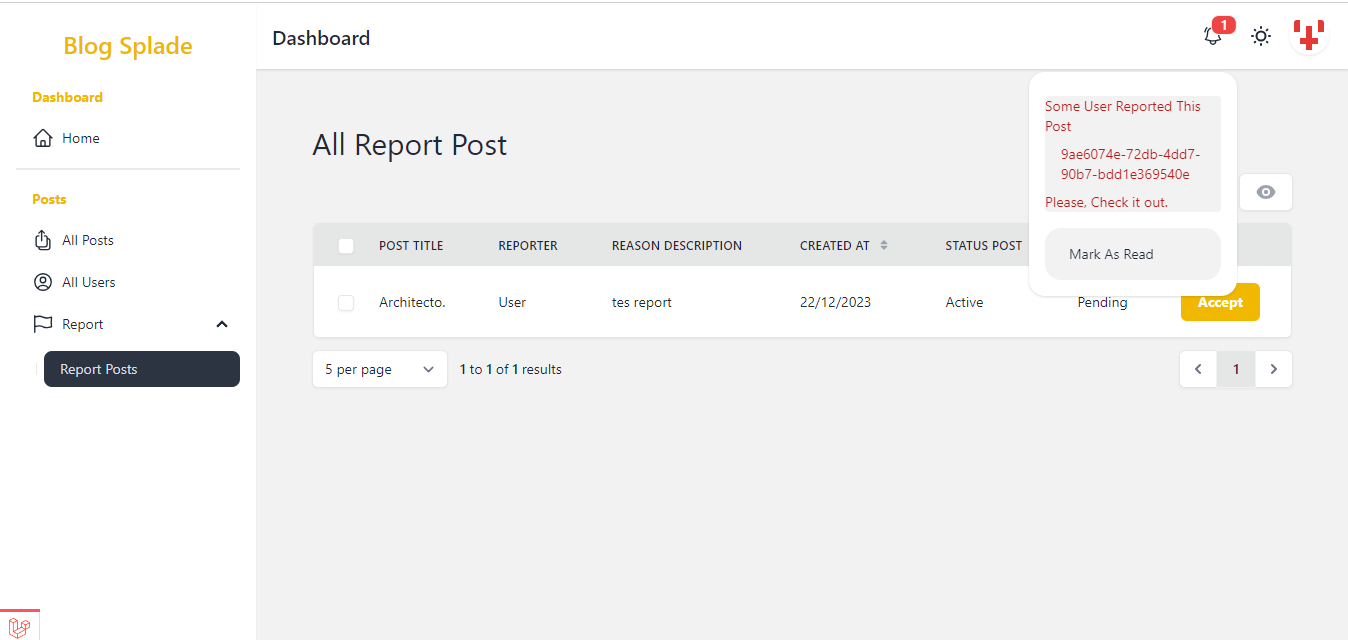 Blog Splade
Dashboard
Home
Posts
All Posts
All Users
Report
Report Posts
Dashboard
1
Some User Reported This
Post
9ae6074e-72db-4dd7-
90b7-bdd1e369540e
Please, Check it out.
Mark As Read
All Report Post
POST TITLE REPORTER REASON DESCRIPTION CREATED AT STATUS POST
Architecto. User tes report 22/12/2023 Active Pending Accept
5 per page 1 to 1 of 1 results 1